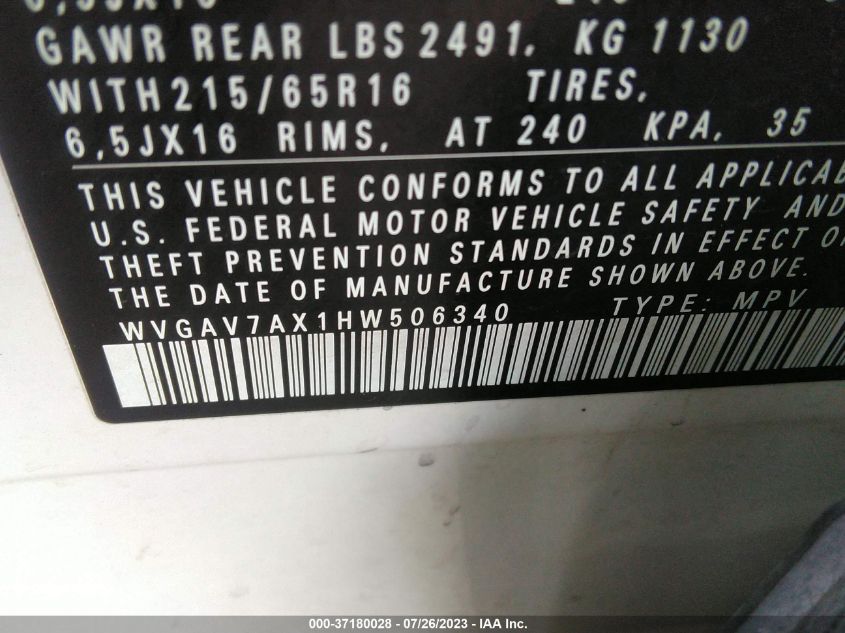 GAWR REAR LBS 2491. KG 1130
WITH 215/65R16 TIRES,
6,5JX16 RIMS, AT 240 KPA, 35
THIS VEHICLE CONFORMS TO ALL APPLICAB
U.S. FEDERAL MOTOR VEHICLE SAFETY AND
THEFT PREVENTION STANDARDS IN EFFECT O
THE DATE OF MANUFACTURE SHOWN ABOVE.
WVGAV7AX1HW506340 TYPE: MPV
000-37180028 - 07/26/2023 - IAA Inc.